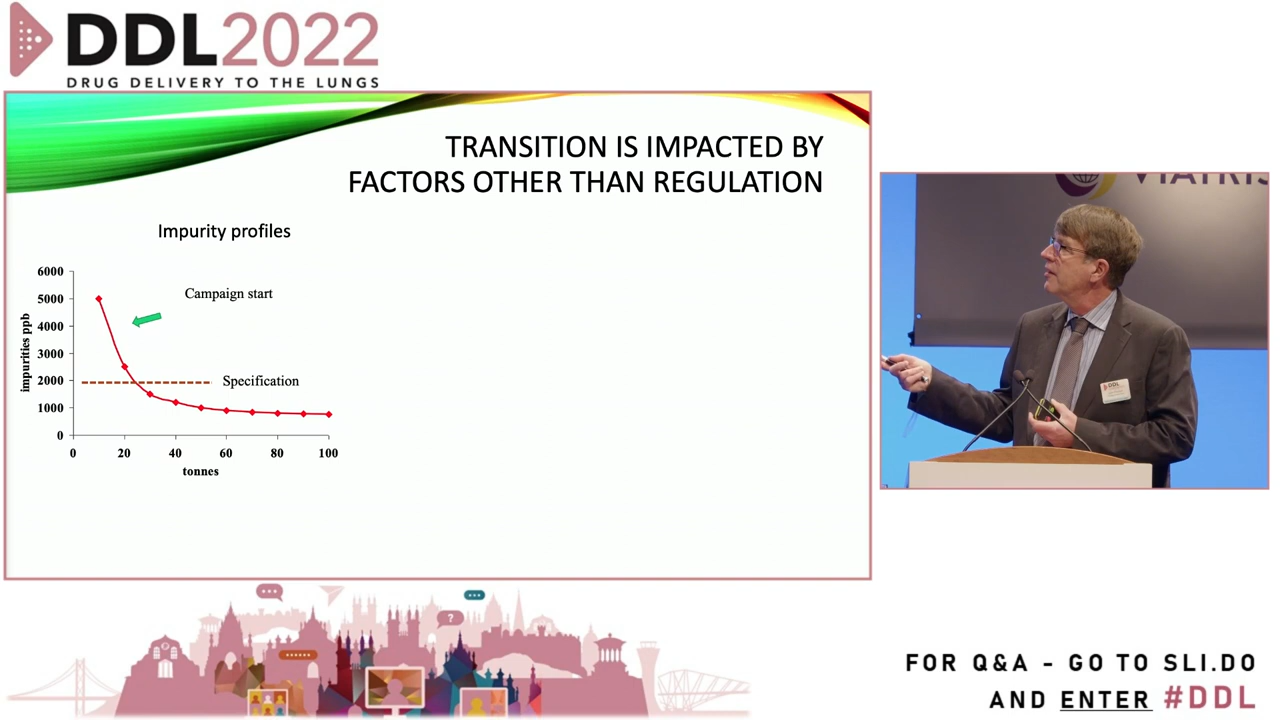 DDL2022
DRUG DELIVERY TO THE LUNGS
TRANSITION IS IMPACTED BY
FACTORS OTHER THAN REGULATION
Impurity profiles
6000
5000
4000
3000
2000
1000
0
impurities ppb
Campaign start
Specification
0 20 40 60 80 100
tonnes
VIATRIS
DDL
?
FOR Q&A - GO TO SLI.DO
AND ENTER #DDL